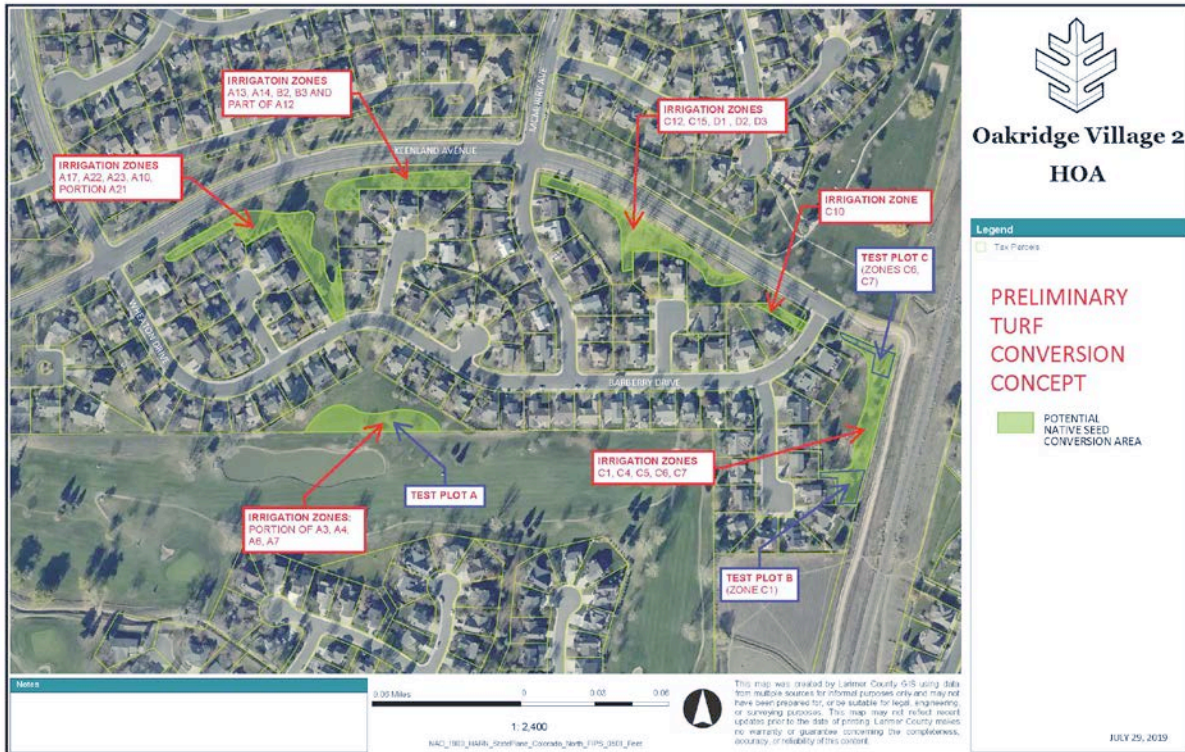 IRRIGATOIN ZONES
A13, A14, B2, B3 AND
PART OF A12
MCMURRY AVE
IRRIGATION ZONES
C12, C15, D1 , D2, D3
KEENLAND AVENUE
IRRIGATION ZONES
A17, A22, A23, A10,
PORTION A21
IRRIGATION ZONE
C10
TEST PLOT C
(ZONES C6,
C7)
WHEATON DRIVE
BARBERRY DRIVE
IRRIGATION ZONES
C1, C4, C5, C6, C7
TEST PLOT A
IRRIGATION ZONES:
PORTION OF A3, A4,
A6, A7
TEST PLOT B
(ZONE C1)
Oakridge Village 2
HOA
Legend
Tax Parcels
PRELIMINARY
TURF
CONVERSION
CONCEPT
POTENTIAL
NATIVE SEED
CONVERSION AREA
Notes
0.06 Miles
0
0.03
0.06
1: 2,400
This map was created by Larimer County GIS using data
from multiple sources for informal purposes only and may not
have been prepared for, or be suitable for legal, engineering,
or surveying purposes. This map may not reflect recent
updates prior to the date of printing. Larimer County makes
no warranty or guarantee concerning the completeness,
accuracy, or reliability of this content.
JULY 29, 2019